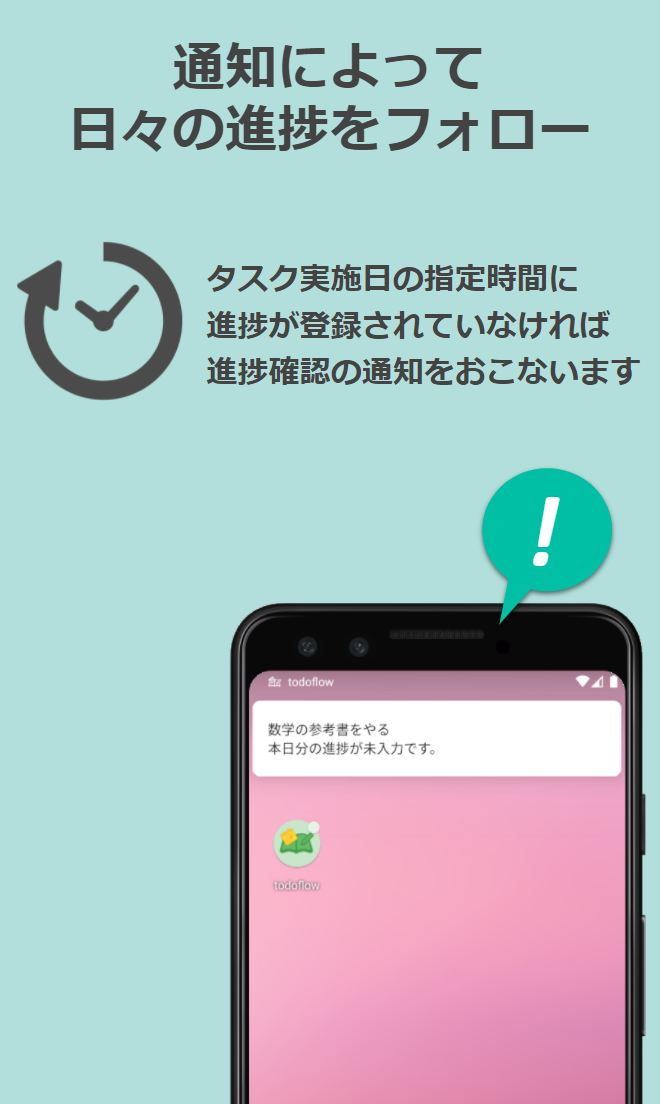 通知によって
日々の進捗をフォロー
タスク実施日の指定時間に
進捗が登録されていなければ
進捗確認の通知をおこないます
!
todoflow
数学の参考書をやる
本日分の進捗が未入力です。
todoflow